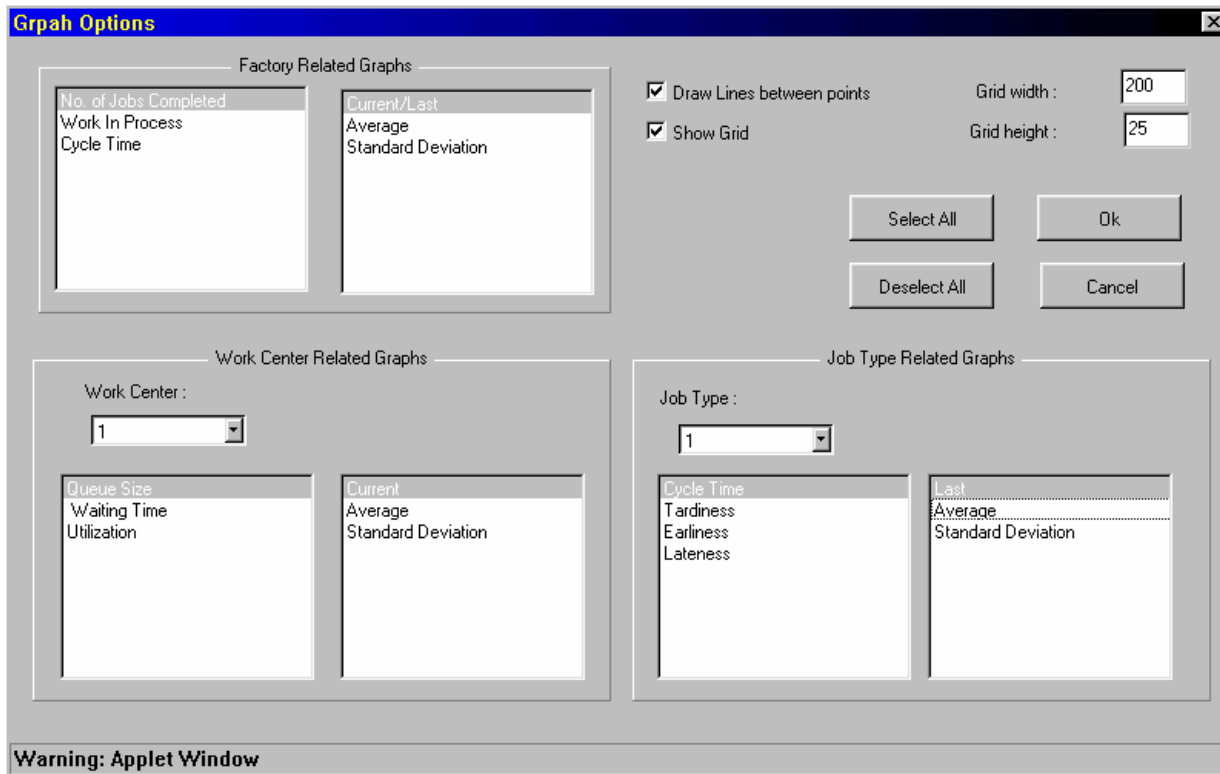 Grpah Options
Factory Related Graphs
No. of Jobs Completed
Work In Process
Cycle Time
Current/Last
Average
Standard Deviation
Draw Lines between points
Show Grid
Grid width :
200
Grid height :
25
Select All
Ok
Deselect All
Cancel
Work Center Related Graphs
Work Center :
1
Queue Size
Waiting Time
Utilization
Current
Average
Standard Deviation
Job Type Related Graphs
Job Type :
1
Cycle Time
Tardiness
Earliness
Lateness
Last
Average
Standard Deviation
Warning: Applet Window